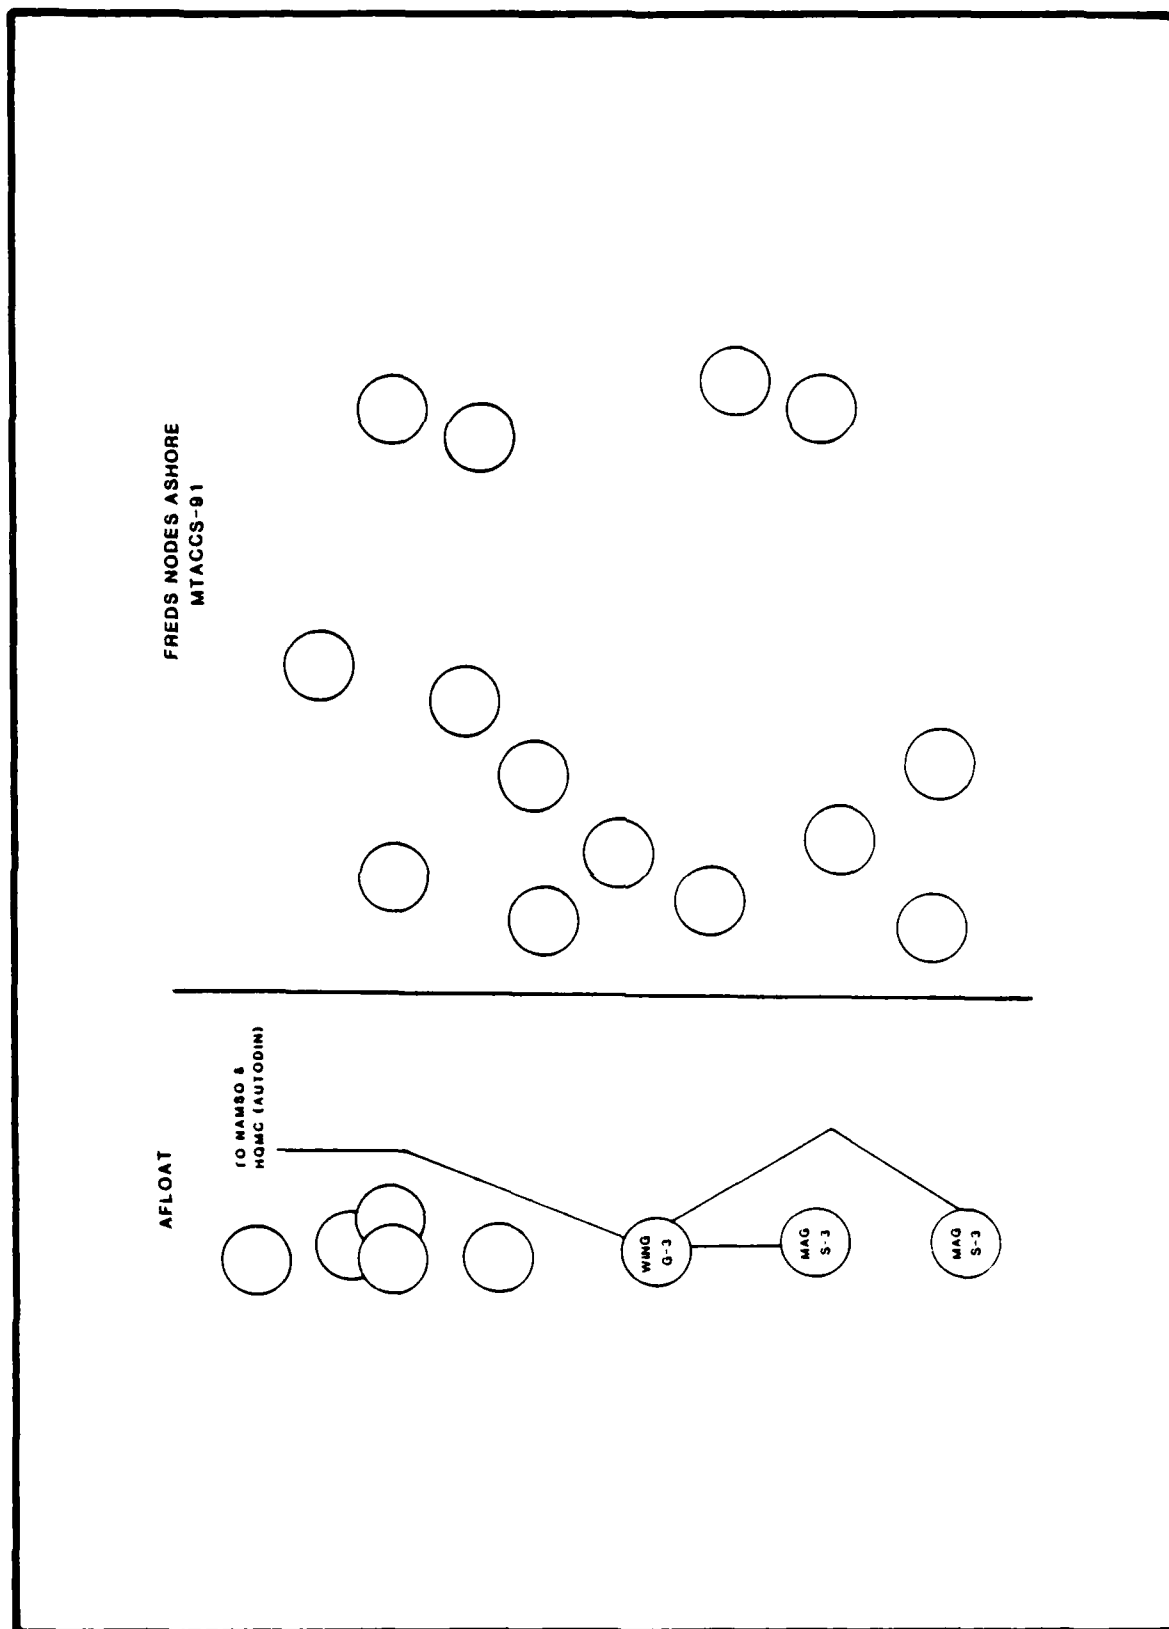 FREDS NODES ASHORE
MTACCS-91
AFLOAT
TO NAMSO &
HQMC (AUTODIN)
WING
G-3
MAG
S-3
MAG
S-3